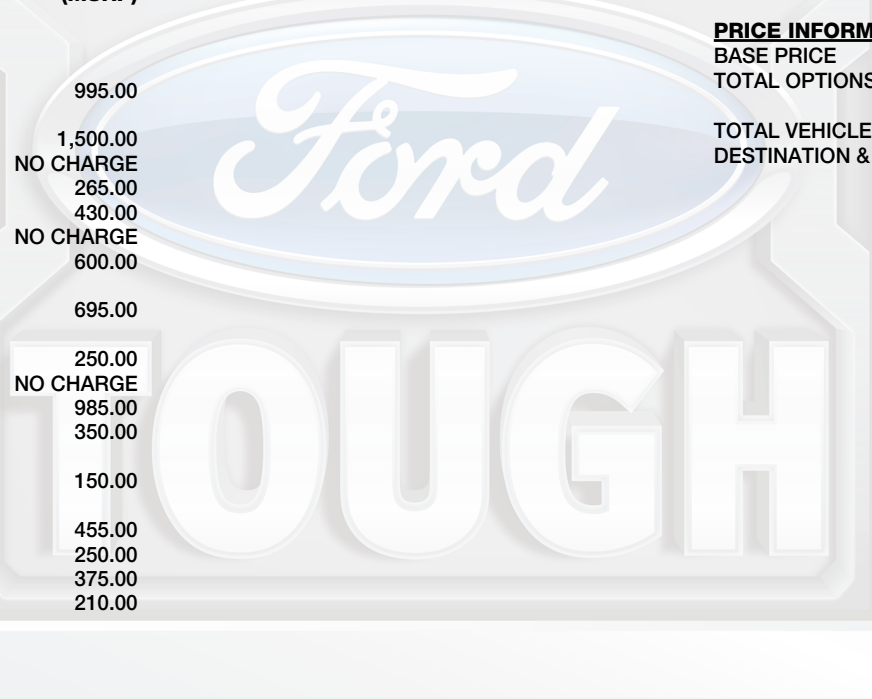 995.00
1,500.00
NO CHARGE
265.00
430.00
NO CHARGE
600.00
695.00
250.00
NO CHARGE
985.00
350.00
150.00
455.00
250.00
375.00
210.00
PRICE INFORM
BASE PRICE
TOTAL OPTIONS
TOTAL VEHICLE
DESTINATION &
Ford
TOUGH